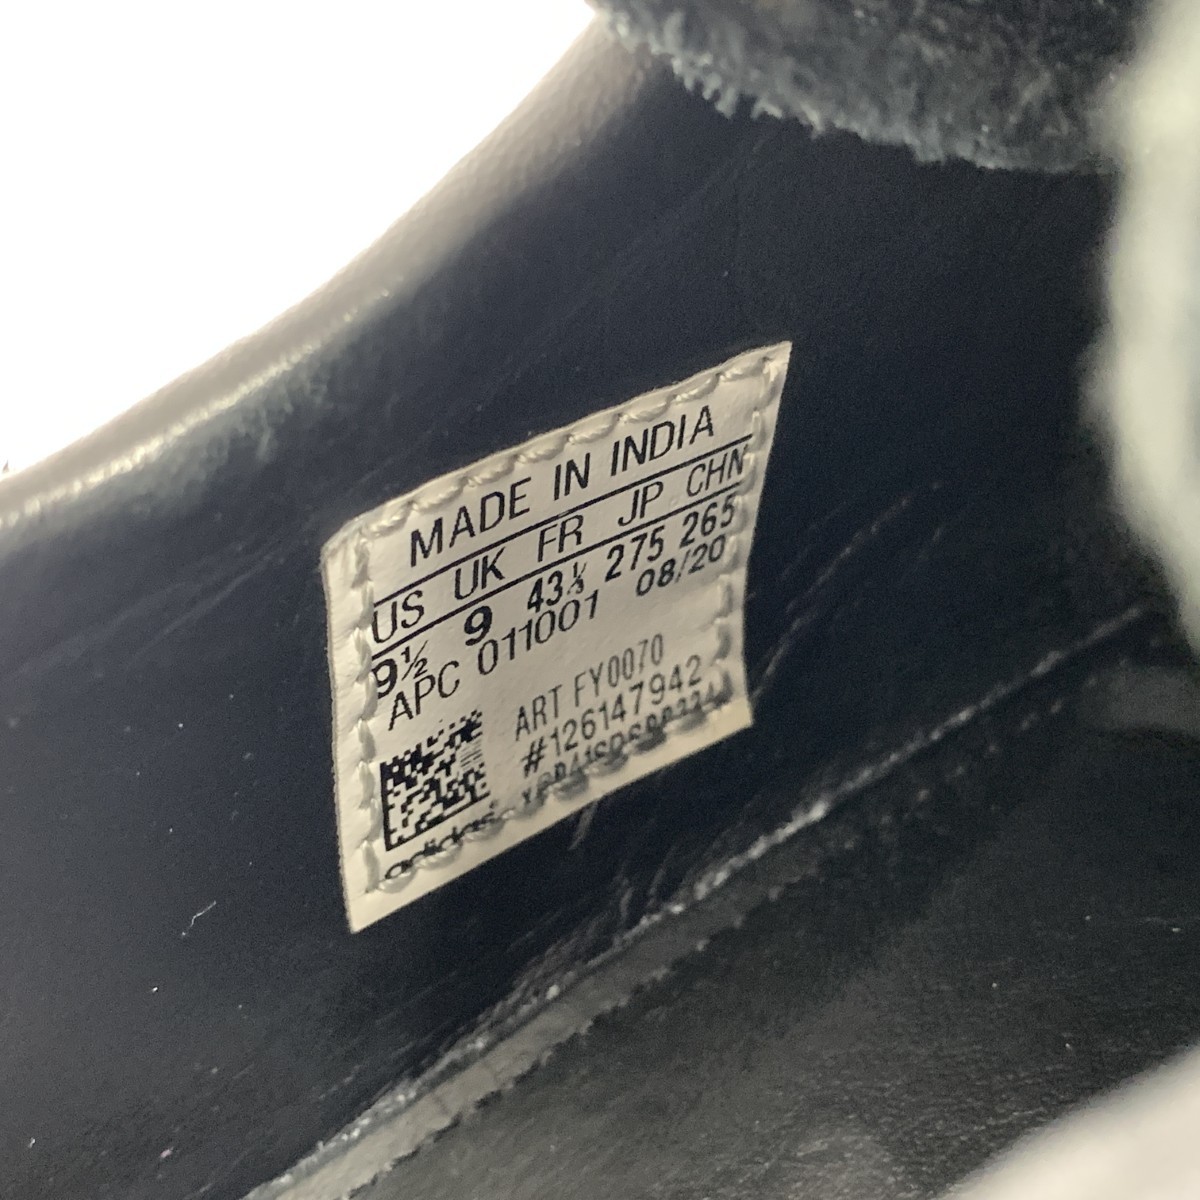 MADE IN INDIA
US UK FR JP CHN
9½ 9 43⅓ 275 265
APC 011001 08/20
ART FY0070
#126147942
adidas